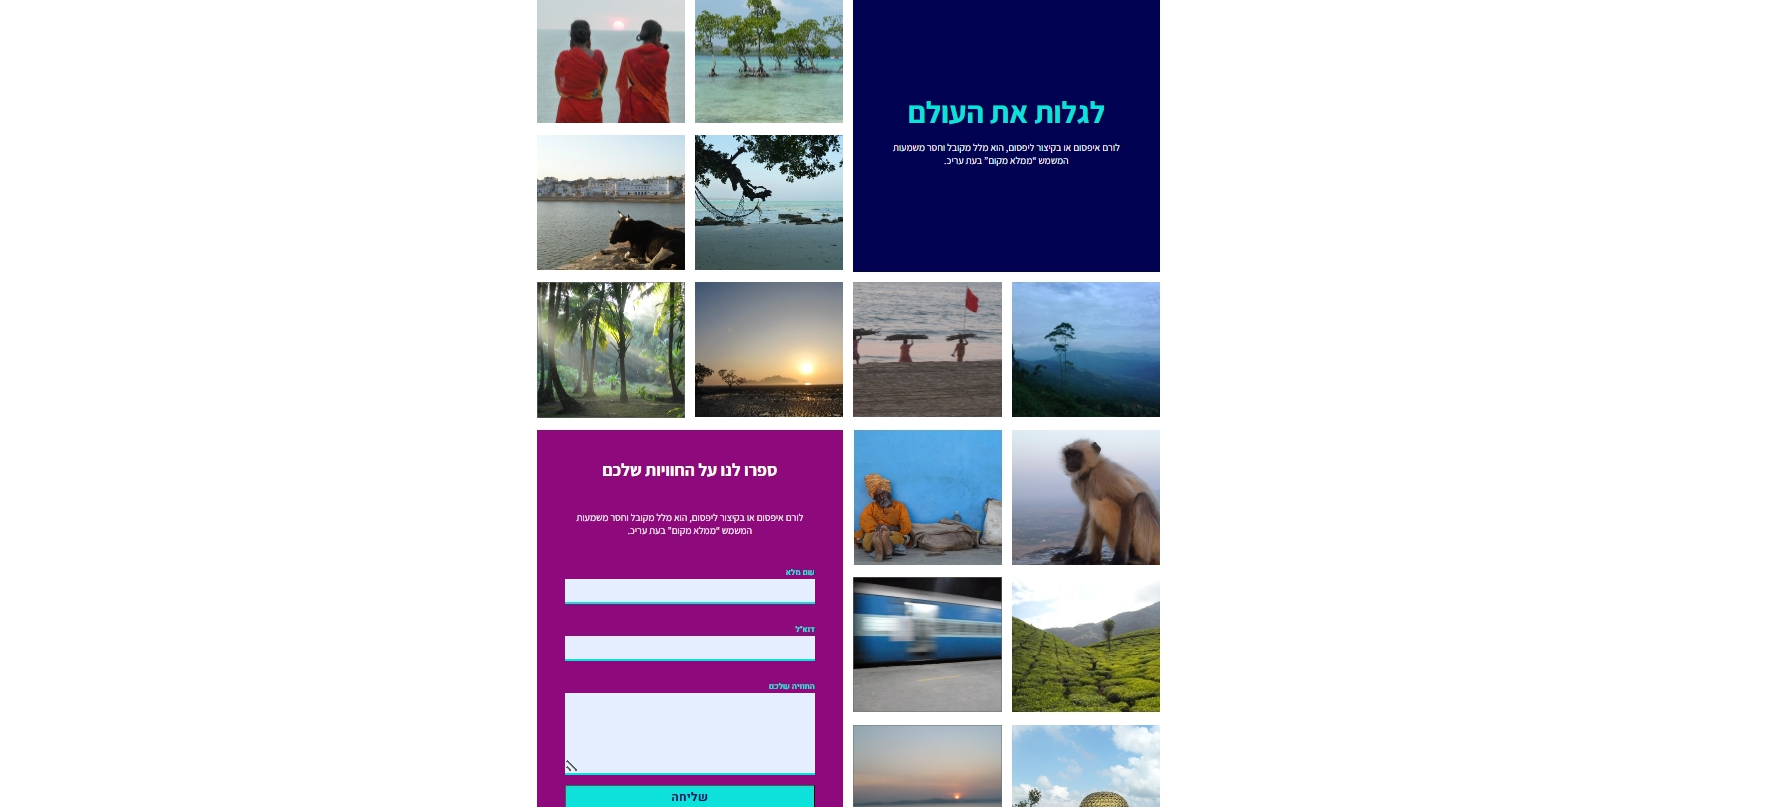 לגלות את העולם
לורם איפסום או בקיצור ליפסום, הוא מלל מקובל וחסר משמעות
המשמש "ממלא מקום" בעת עריכ.
ספרו לנו על החוויות שלכם
לורם איפסום או בקיצור ליפסום, הוא מלל מקובל וחסר משמעות
המשמש "ממלא מקום" בעת עריכ.
שם מלא
דוא"ל
החוויה שלכם
שליחה